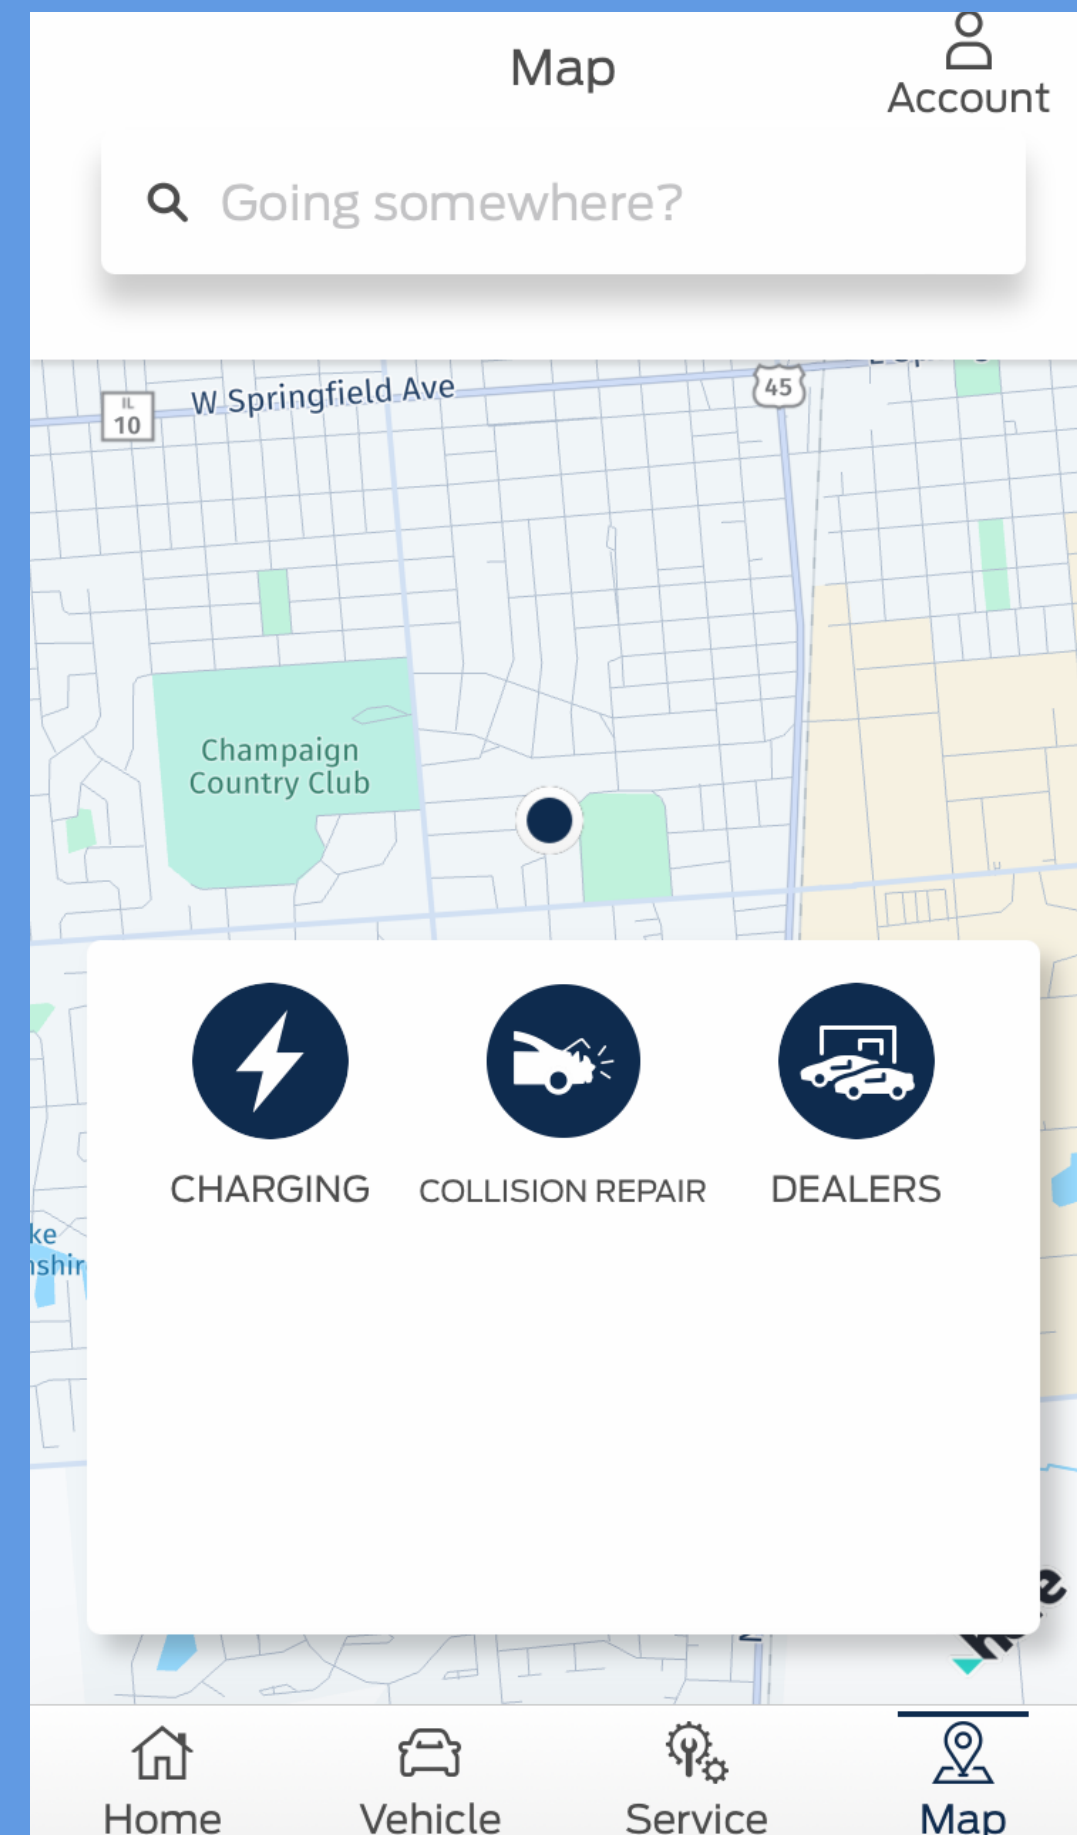 Map
Account
Going somewhere?
W Springfield Ave
45
IL
10
Champaign
Country Club
CHARGING
COLLISION REPAIR
DEALERS
Home
Vehicle
Service
Map